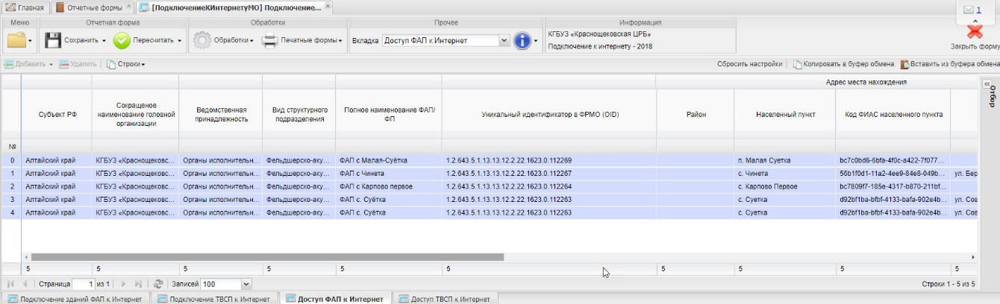 Главная Отчетные формы [ПодключениеКИнтернетуМО] Подключение... 1
Меню Отчетная форма Обработки Прочее Информация
Сохранить Пересчитать Обработки Печатные формы Вкладка Доступ ФАП к Интернет КГБУЗ «Краснощековская ЦРБ»
Подключение к интернету - 2018 Закрыть форму
Добавить Удалить Строки Сбросить настройки Копировать в буфер обмена Вставить из буфера обмена
Адрес места нахождения
Субъект РФ Сокращеное наименование головной организации Ведомственная принадлежность Вид структурного подразделения Полное наименование ФАП/ФП Уникальный идентификатор в ФРМО (OID) Район Населенный пункт Код ФИАС населенного пункта Отбор
№
0 Алтайский край КГБУЗ «Краснощековс... Органы исполнительн... Фельдшерско-аку... ФАП с Малая-Суётка 1.2.643.5.1.13.13.12.2.22.1623.0.112269 п. Малая Суетка bc7c0bd6-6bfa-4f0c-a422-7f077...
1 Алтайский край КГБУЗ «Краснощековс... Органы исполнительн... Фельдшерско-аку... ФАП с Чинета 1.2.643.5.1.13.13.12.2.22.1623.0.112267 с. Чинета 56b1f0d1-11a2-4ee9-84e8-049b... ул. Бер
2 Алтайский край КГБУЗ «Краснощековс... Органы исполнительн... Фельдшерско-аку... ФАП с Карпово первое 1.2.643.5.1.13.13.12.2.22.1623.0.112264 с. Карпово Первое bc7809f7-185e-4317-b870-211bf...
3 Алтайский край КГБУЗ «Краснощековс... Органы исполнительн... Фельдшерско-аку... ФАП с. Суётка 1.2.643.5.1.13.13.12.2.22.1623.0.112263 с. Суетка d92bf1ba-bfbf-4133-bafa-902e4b... ул. Сов
4 Алтайский край КГБУЗ «Краснощековс... Органы исполнительн... Фельдшерско-аку... ФАП с. Суётка 1.2.643.5.1.13.13.12.2.22.1623.0.112263 с. Суетка d92bf1ba-bfbf-4133-bafa-902e4b... ул. Сов
5 5 5 5 5 5 5 5 5 5
Страница 1 из 1 Записей 100 Строки 1 - 5 из 5
Подключение зданий ФАП к Интернет Подключение ТВСП к Интернет Доступ ФАП к Интернет Доступ ТВСП к Интернет